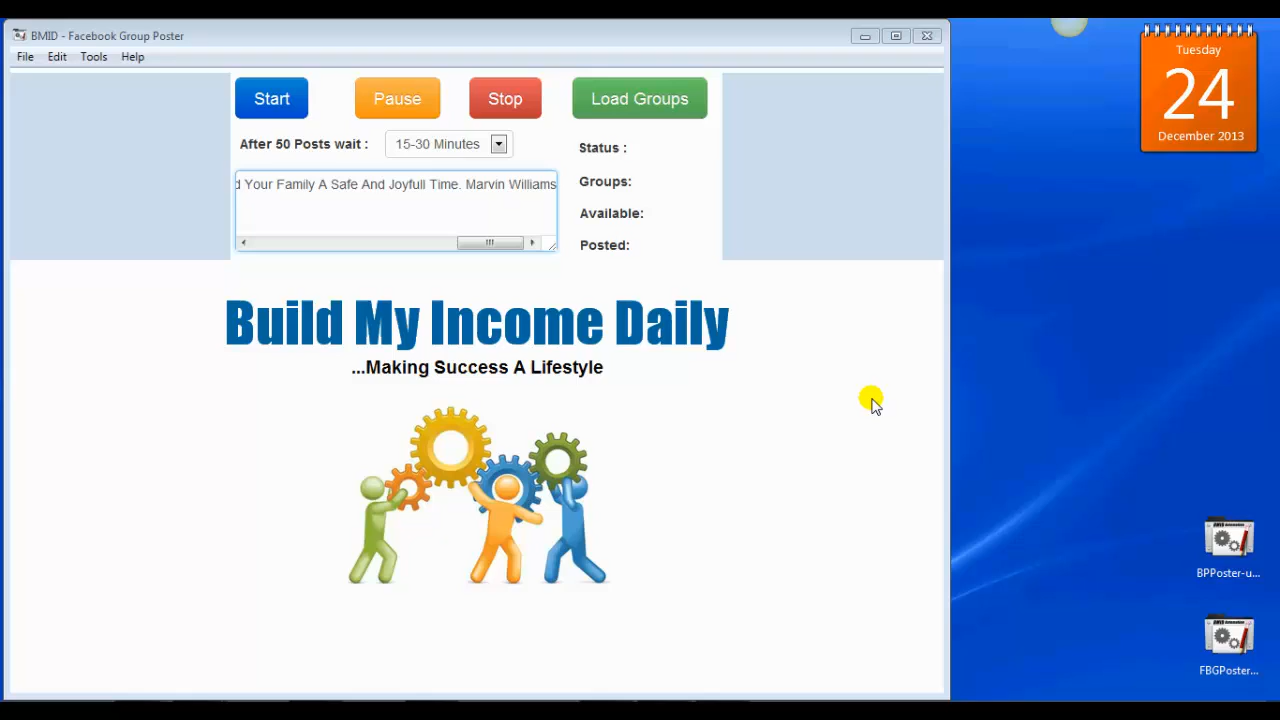 BMID - Facebook Group Poster
File Edit Tools Help
Start Pause Stop Load Groups
After 50 Posts wait : 15-30 Minutes
Status :
d Your Family A Safe And Joyfull Time. Marvin Williams
Groups:
Available:
Posted:
Build My Income Daily
...Making Success A Lifestyle
Tuesday
24
December 2013
BPPoster-u...
FBGPoster...